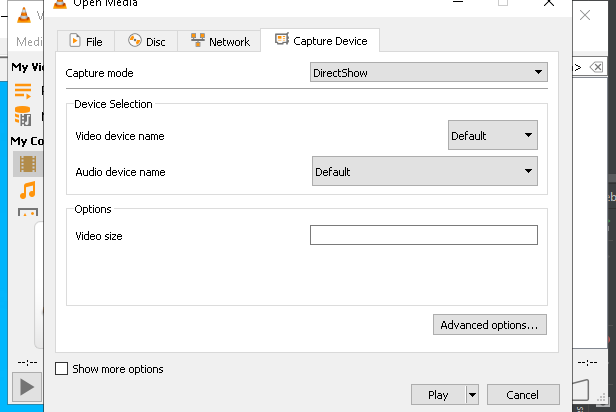 Open Media
V
Medi
File
Disc
Network
Capture Device
My Vi
>
Capture mode
DirectShow
Device Selection
Video device name
Default
My Co
Audio device name
Default
Options
Video size
Advanced options...
--:--
Show more options
--:--
Play
Cancel